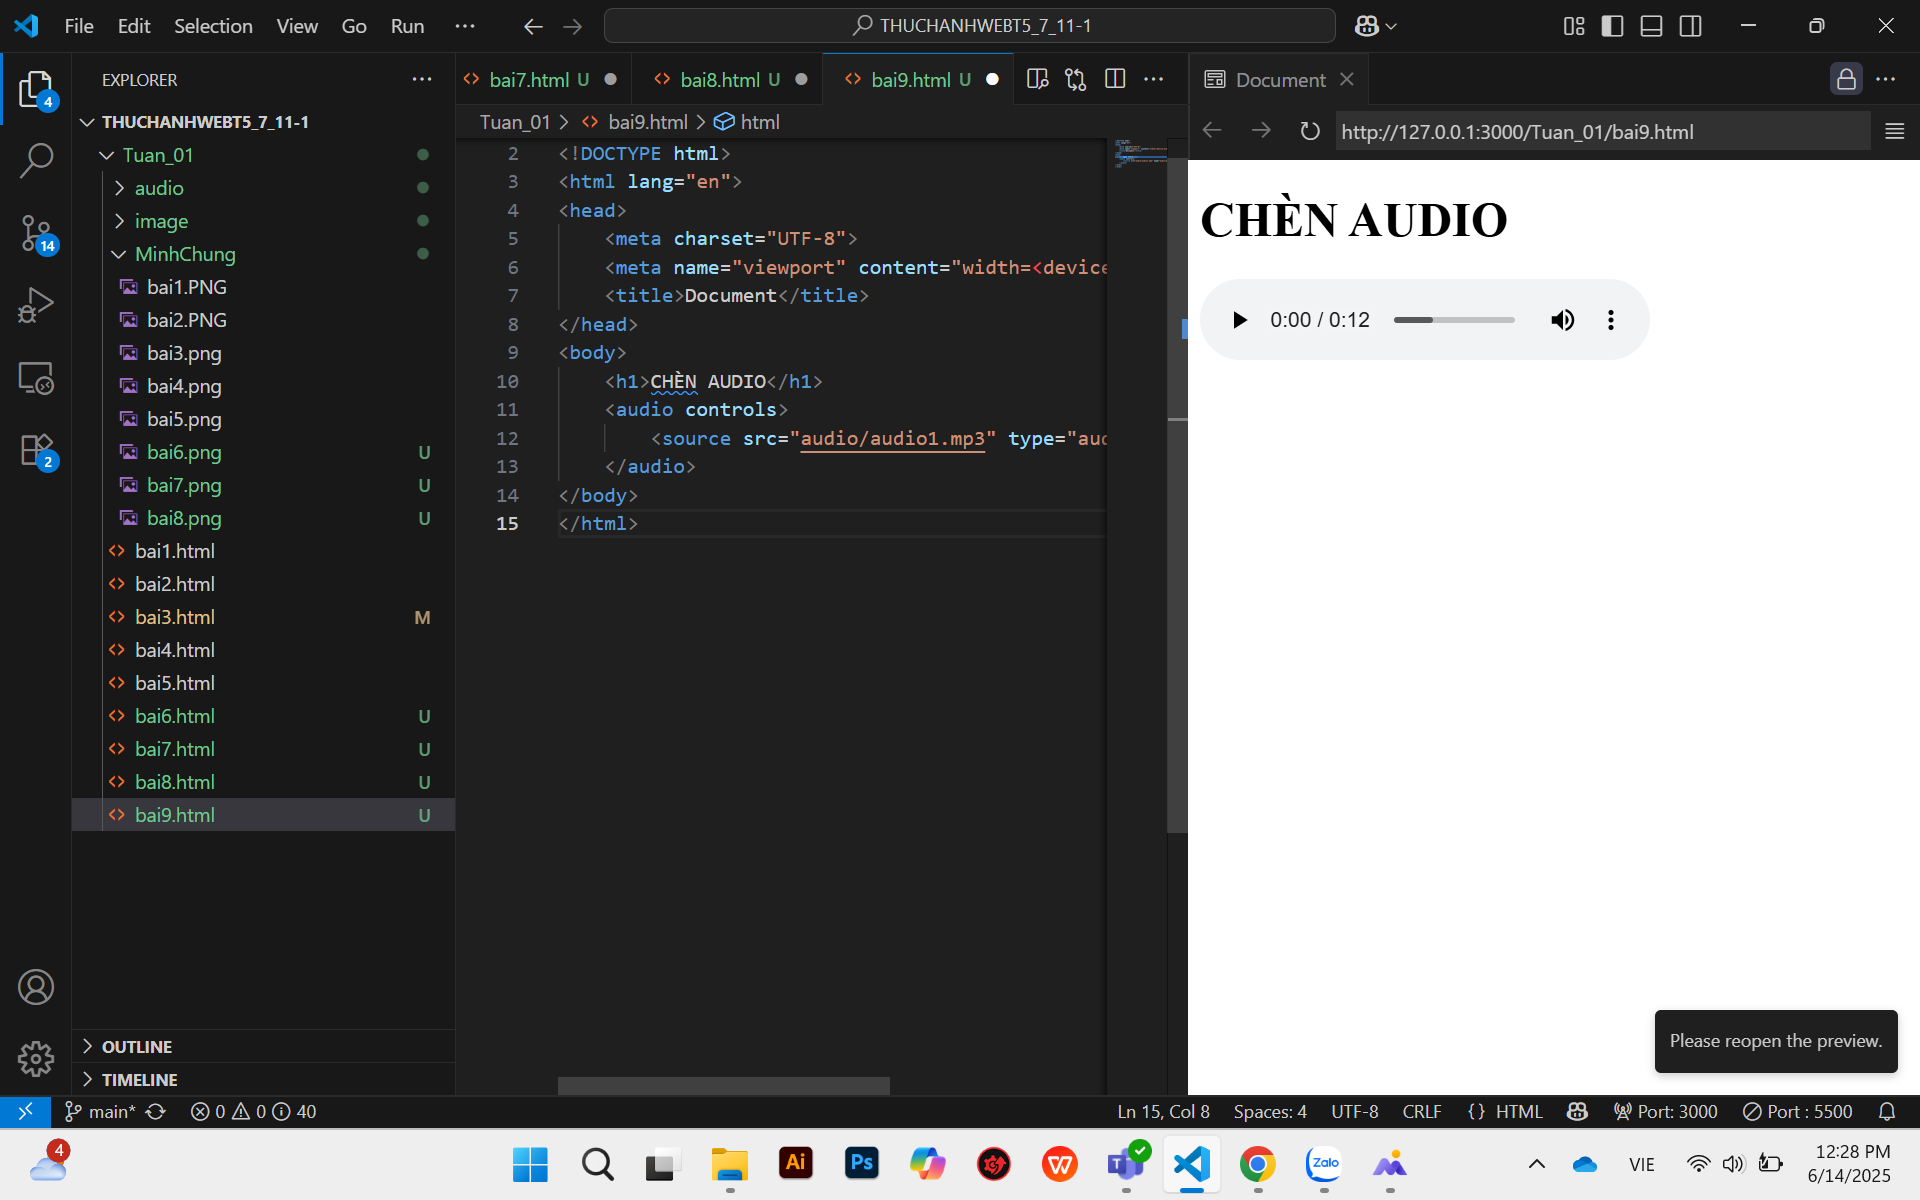 File Edit Selection View Go Run
THUCHANHWEBT5_7_11-1
EXPLORER
THUCHANHWEBT5_7_11-1
Tuan_01
audio
image
MinhChung
bai1.PNG
bai2.PNG
bai3.png
bai4.png
bai5.png
bai6.png U
bai7.png U
bai8.png U
bai1.html
bai2.html
bai3.html M
bai4.html
bai5.html
bai6.html U
bai7.html U
bai8.html U
bai9.html U
OUTLINE
TIMELINE
4
14
2
bai7.html U
bai8.html U
bai9.html U
Tuan_01 > bai9.html > html
2 <!DOCTYPE html>
3 <html lang="en">
4 <head>
5 <meta charset="UTF-8">
6 <meta name="viewport" content="width=<device
7 <title>Document</title>
8 </head>
9 <body>
10 <h1>CHÈN AUDIO</h1>
11 <audio controls>
12 <source src="audio/audio1.mp3" type="aud
13 </audio>
14 </body>
15 </html>
Document
http://127.0.0.1:3000/Tuan_01/bai9.html
CHÈN AUDIO
0:00 / 0:12
Please reopen the preview.
main* 0 0 40
Ln 15, Col 8 Spaces: 4 UTF-8 CRLF {} HTML Port: 3000 Port : 5500
4
Ai
Ps
T
Zalo
VIE
12:28 PM
6/14/2025